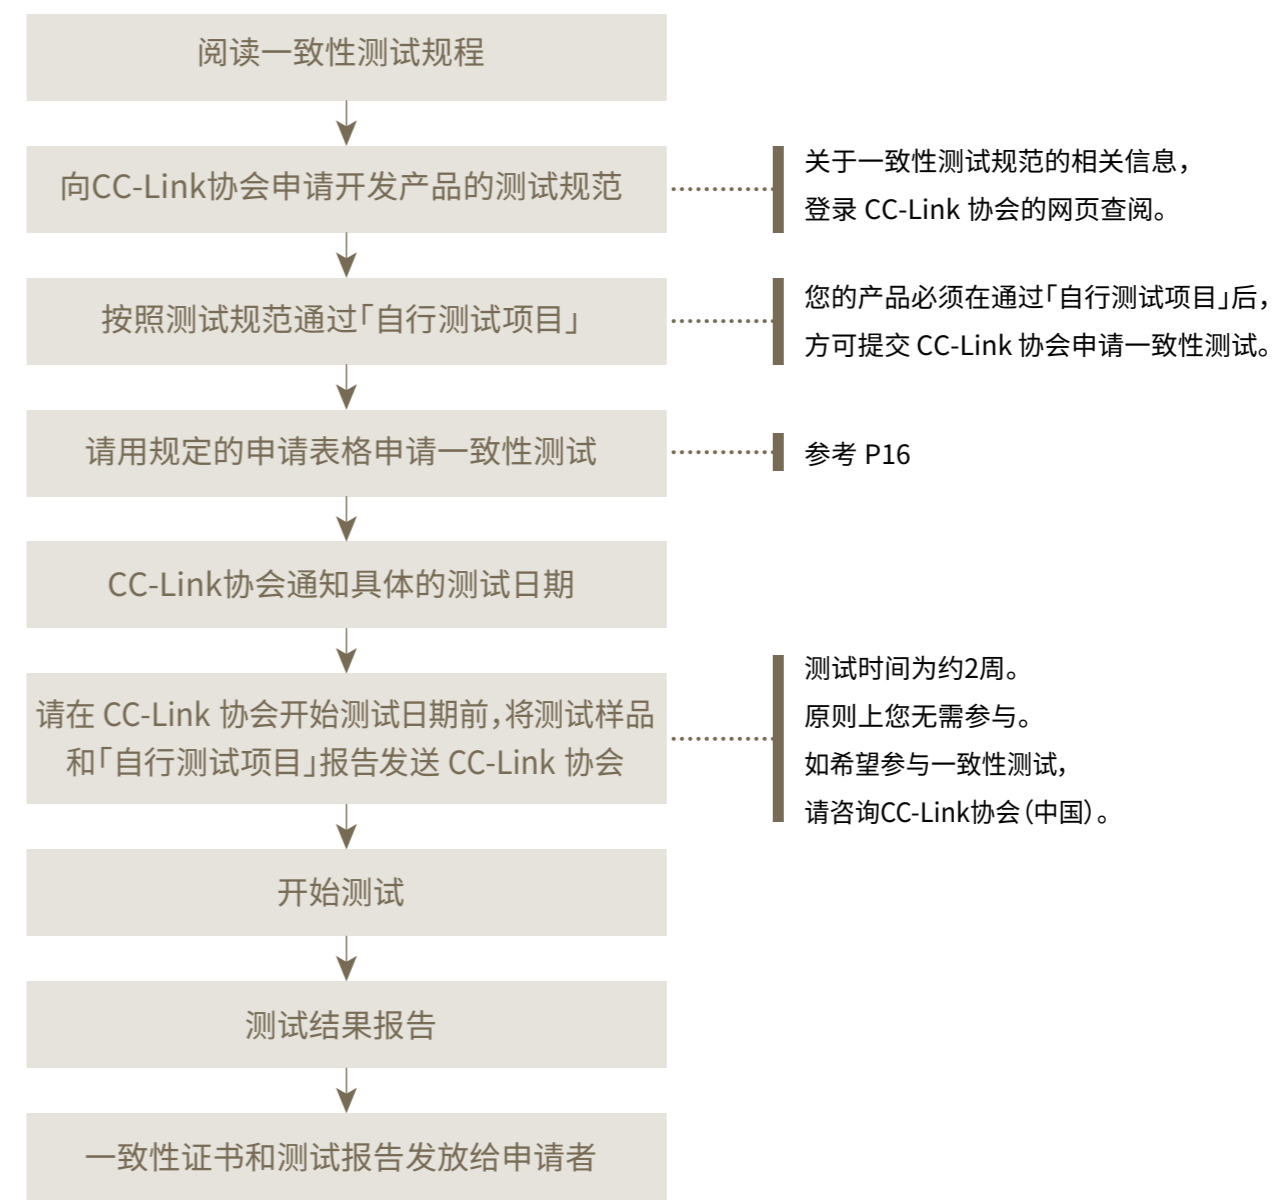 阅读一致性测试规程
向CC-Link协会申请开发产品的测试规范
关于一致性测试规范的相关信息，
登录 CC-Link 协会的网页查阅。
按照测试规范通过「自行测试项目」
您的产品必须在通过「自行测试项目」后，
方可提交 CC-Link 协会申请一致性测试。
请用规定的申请表格申请一致性测试
参考 P16
CC-Link协会通知具体的测试日期
请在 CC-Link 协会开始测试日期前，将测试样品
和「自行测试项目」报告发送 CC-Link 协会
测试时间为约2周。
原则上您无需参与。
如希望参与一致性测试，
请咨询CC-Link协会（中国）。
开始测试
测试结果报告
一致性证书和测试报告发放给申请者